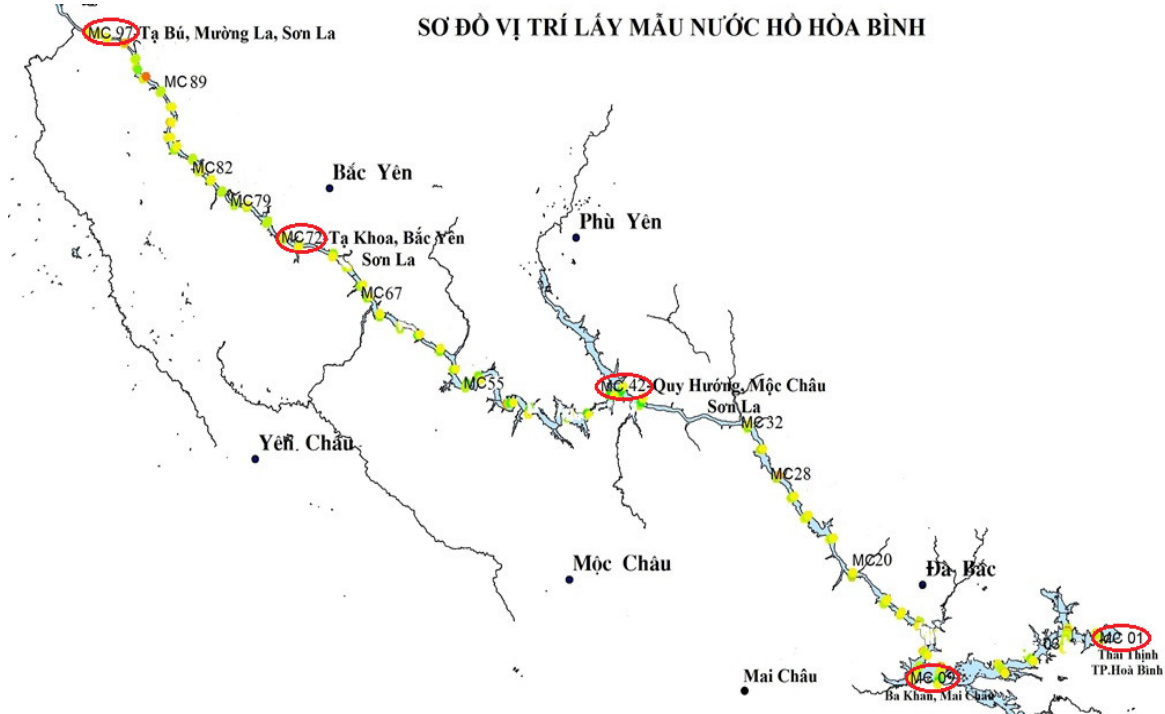 SƠ ĐỒ VỊ TRÍ LẤY MẪU NƯỚC HỒ HÒA BÌNH
MC 97-Tạ Bú, Mường La, Sơn La
MC 89
MC82
Bắc Yên
MC79
Phù Yên
MC72-Tạ Khoa, Bắc Yên
Sơn La
MC67
MC55
MC 42-Quy Hướng, Mộc Châu
Sơn La
MC32
Yên Châu
MC28
Mộc Châu
MC20
Đà Bắc
MC 01
03
Thái Thịnh
TP.Hoà Bình
Mai Châu
MC 09
Ba Khan, Mai Châu